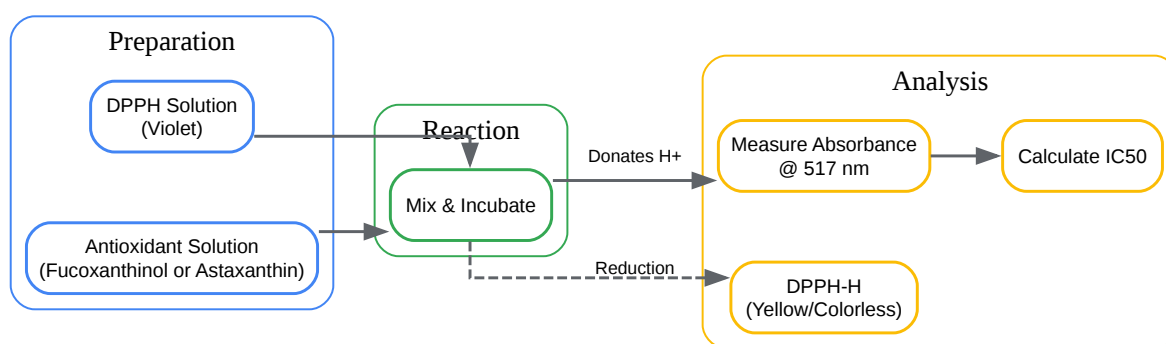 Preparation
DPPH Solution
(Violet)
Antioxidant Solution
(Fucoxanthinol or Astaxanthin)
Reaction
Mix & Incubate
Donates H+
Reduction
Analysis
Measure Absorbance
@ 517 nm
Calculate IC50
DPPH-H
(Yellow/Colorless)